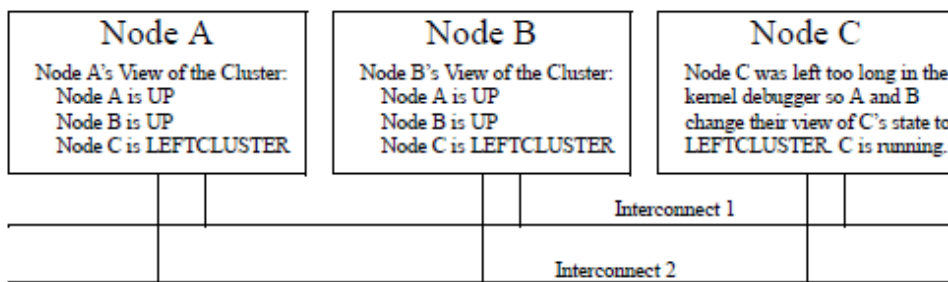 Node A
Node A's View of the Cluster:
Node A is UP
Node B is UP
Node C is LEFTCLUSTER
Node B
Node B's View of the Cluster:
Node A is UP
Node B is UP
Node C is LEFTCLUSTER
Node C
Node C was left too long in the
kernel debugger so A and B
change their view of C's state to
LEFTCLUSTER. C is running.
Interconnect 1
Interconnect 2